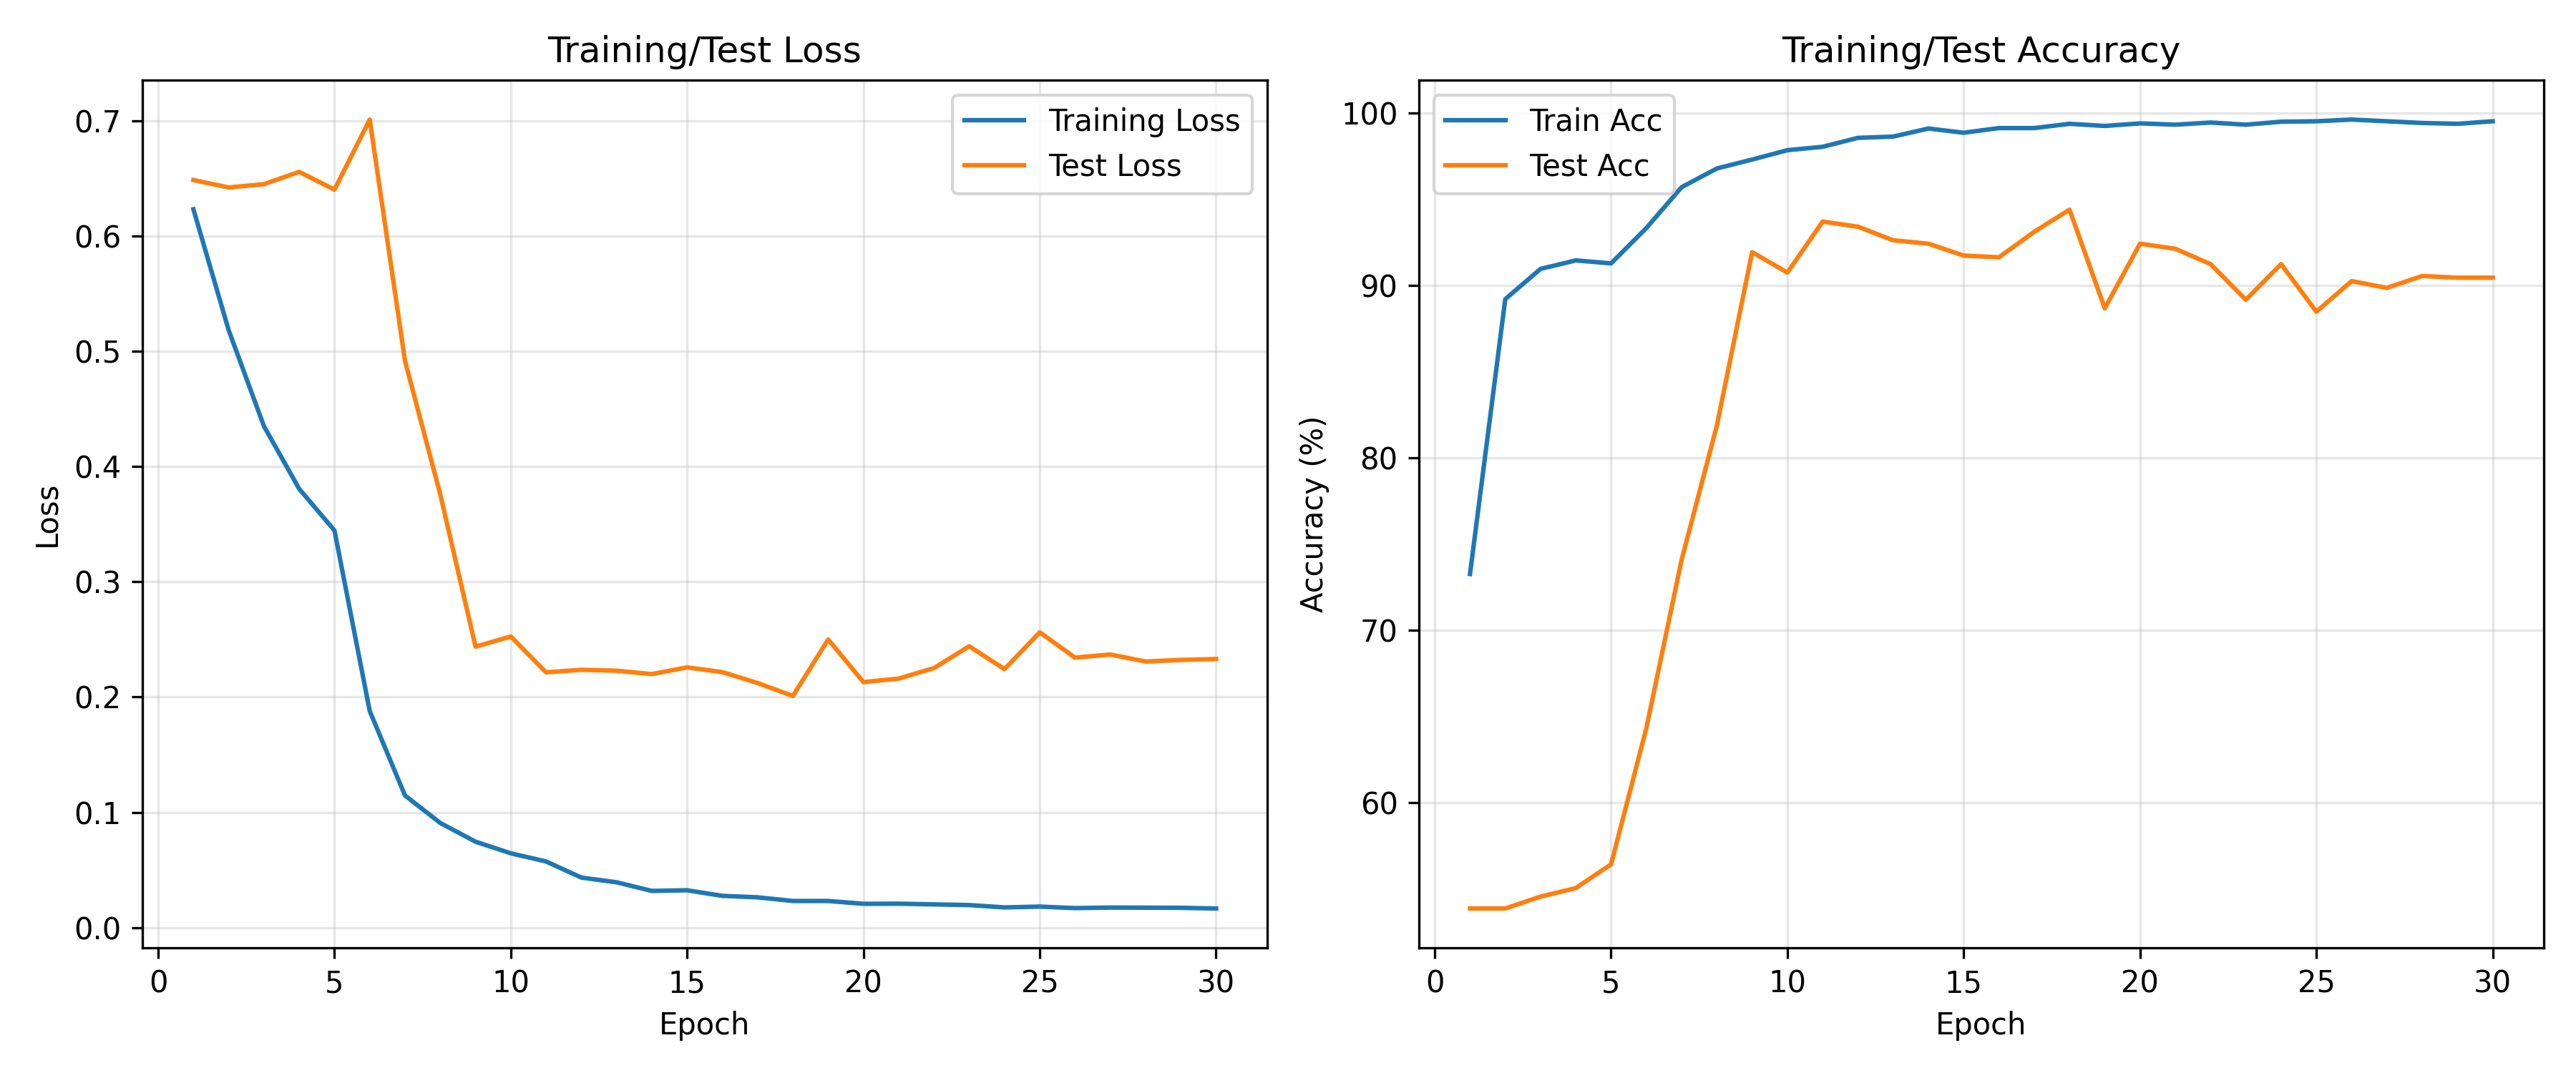 Training/Test Loss
Training Loss
Test Loss
0.7
0.6
0.5
0.4
0.3
0.2
0.1
0.0
Loss
0 5 10 15 20 25 30
Epoch
Training/Test Accuracy
Train Acc
Test Acc
100
90
80
70
60
Accuracy (%)
0 5 10 15 20 25 30
Epoch